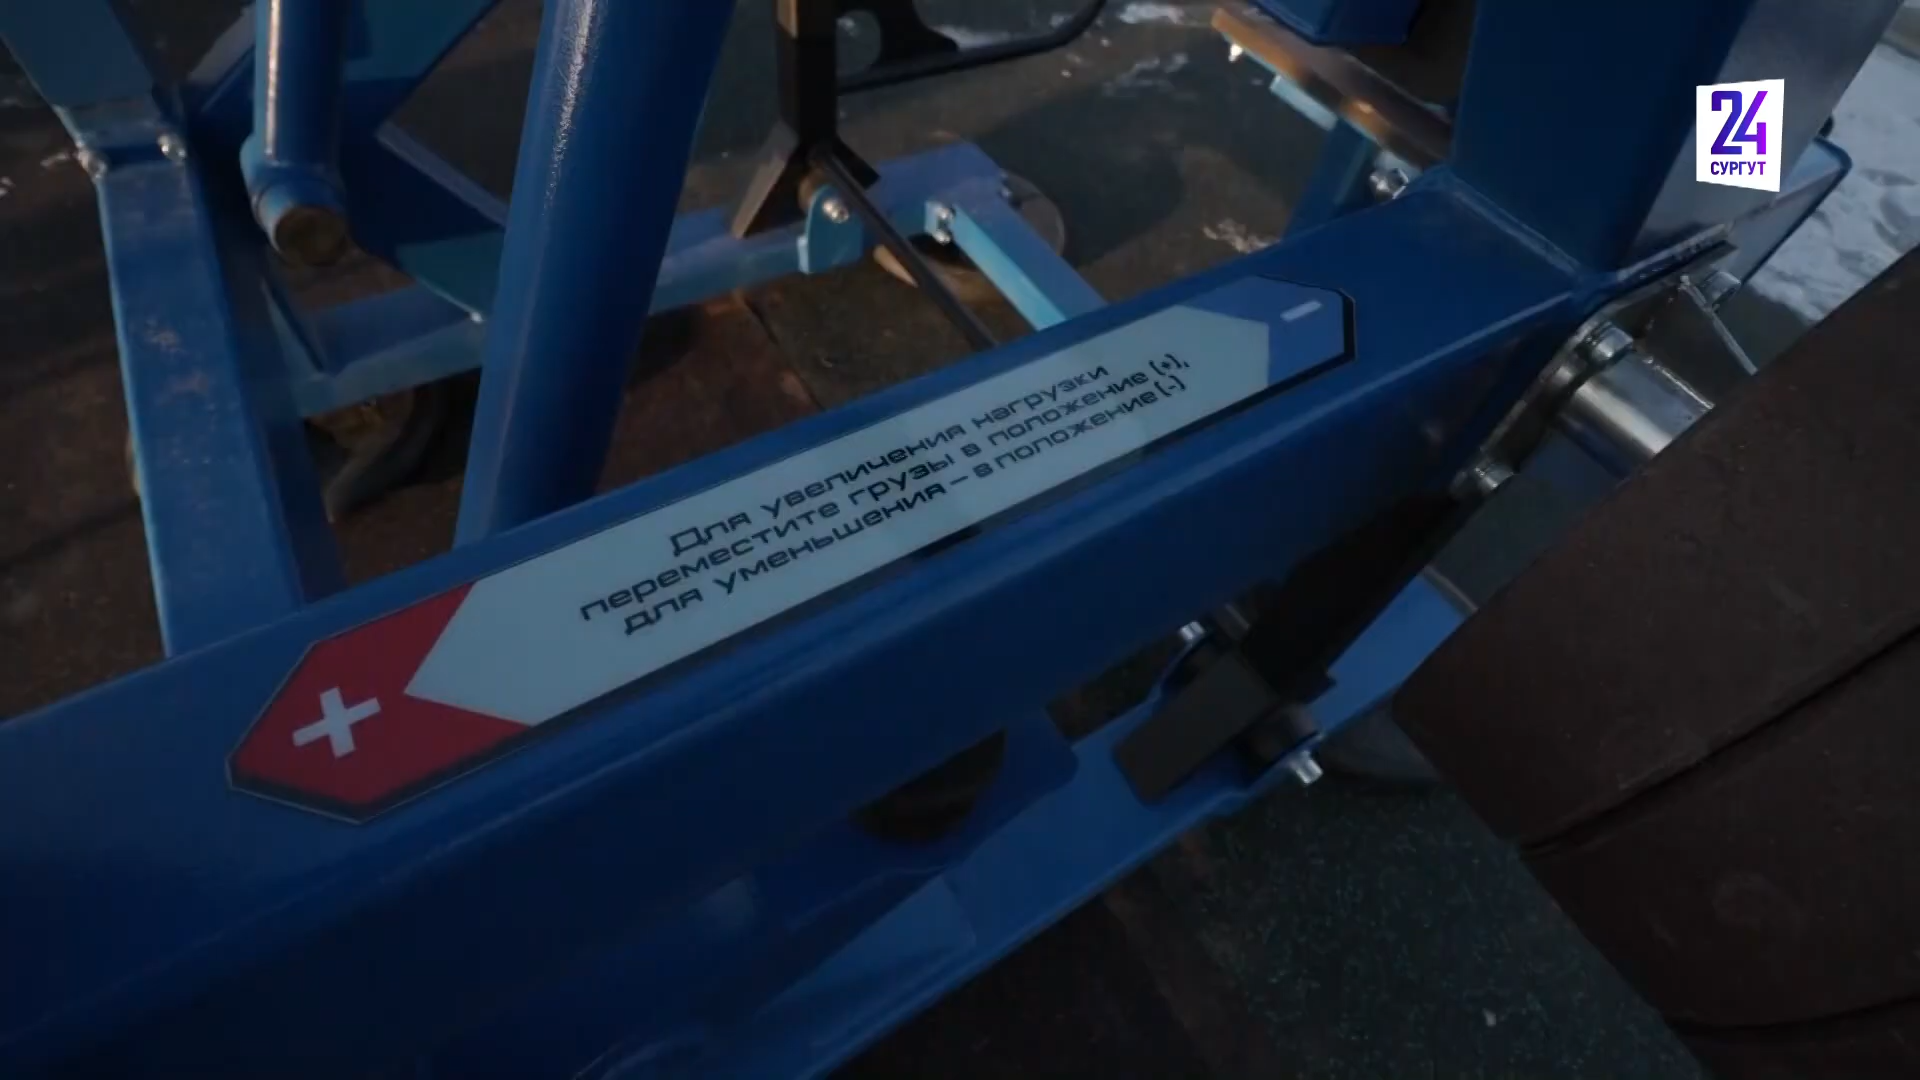 24
СУРГУТ
Для увеличения нагрузки
переместите грузы в положение (+),
для уменьшения – в положение (-)